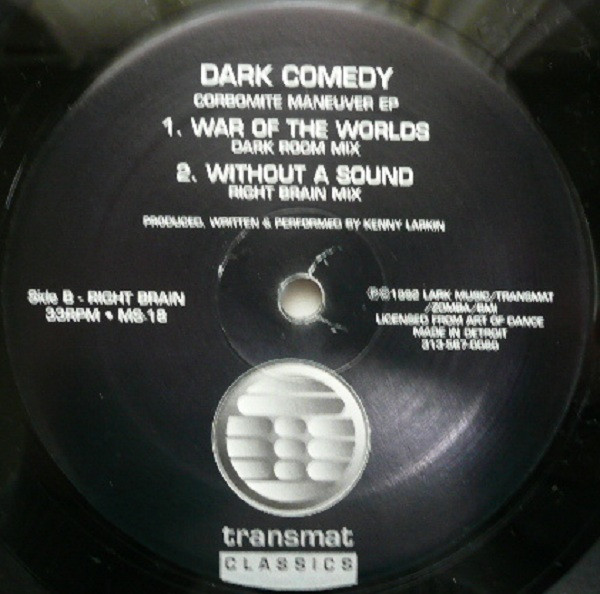 DARK COMEDY
CORBOMITE MANEUVER EP
1. WAR OF THE WORLDS
DARK ROOM MIX
2. WITHOUT A SOUND
RIGHT BRAIN MIX
PRODUCED, WRITTEN & PERFORMED BY KENNY LARKIN
Side B - RIGHT BRAIN
33RPM • MS-18
℗©1992 LARK MUSIC/TRANSMAT
/ZOMBA/BMI
LICENSED FROM ART OF DANCE
MADE IN DETROIT
transmat
CLASSICS